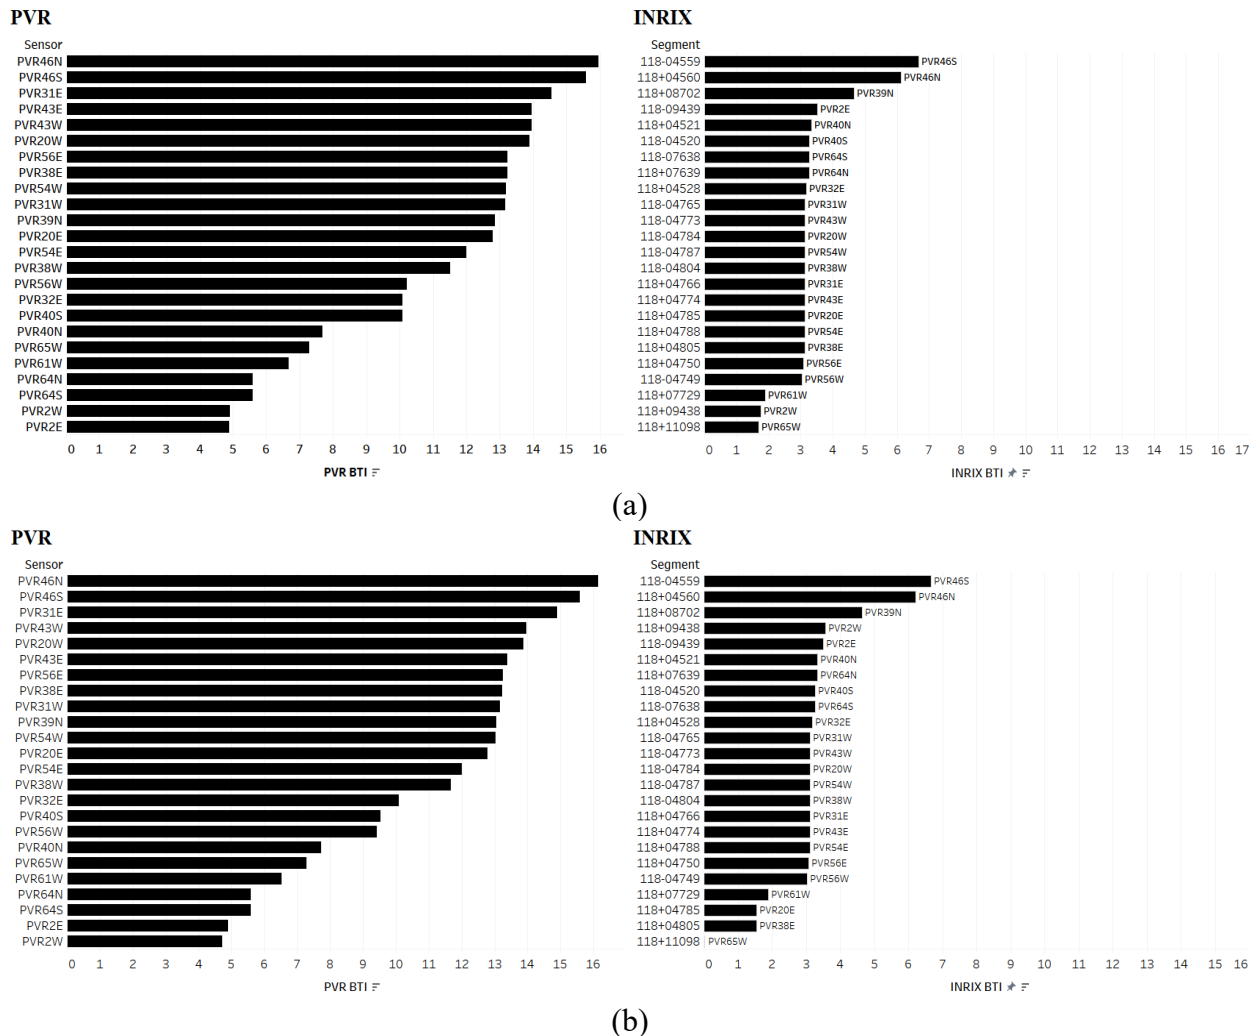 PVR
Sensor
PVR46N
PVR46S
PVR31E
PVR43E
PVR43W
PVR20W
PVR56E
PVR38E
PVR54W
PVR31W
PVR39N
PVR20E
PVR54E
PVR38W
PVR56W
PVR32E
PVR40S
PVR40N
PVR65W
PVR61W
PVR64N
PVR64S
PVR2W
PVR2E
0 1 2 3 4 5 6 7 8 9 10 11 12 13 14 15 16
PVR BTI
INRIX
Segment
118-04559 PVR46S
118+04560 PVR46N
118+08702 PVR39N
118-09439 PVR2E
118+04521 PVR40N
118-04520 PVR40S
118-07638 PVR64S
118+07639 PVR64N
118+04528 PVR32E
118-04765 PVR31W
118-04773 PVR43W
118-04784 PVR20W
118-04787 PVR54W
118-04804 PVR38W
118+04766 PVR31E
118+04774 PVR43E
118+04785 PVR20E
118+04788 PVR54E
118+04805 PVR38E
118+04750 PVR56E
118-04749 PVR56W
118+07729 PVR61W
118+09438 PVR2W
118+11098 PVR65W
0 1 2 3 4 5 6 7 8 9 10 11 12 13 14 15 16 17
INRIX BTI
(a)
PVR
Sensor
PVR46N
PVR46S
PVR31E
PVR43W
PVR20W
PVR43E
PVR56E
PVR38E
PVR31W
PVR39N
PVR54W
PVR20E
PVR54E
PVR38W
PVR32E
PVR40S
PVR56W
PVR40N
PVR65W
PVR61W
PVR64N
PVR64S
PVR2E
PVR2W
0 1 2 3 4 5 6 7 8 9 10 11 12 13 14 15 16
PVR BTI
INRIX
Segment
118-04559 PVR46S
118+04560 PVR46N
118+08702 PVR39N
118+09438 PVR2W
118-09439 PVR2E
118+04521 PVR40N
118+07639 PVR64N
118-04520 PVR40S
118-07638 PVR64S
118+04528 PVR32E
118-04765 PVR31W
118-04773 PVR43W
118-04784 PVR20W
118-04787 PVR54W
118-04804 PVR38W
118+04766 PVR31E
118+04774 PVR43E
118+04788 PVR54E
118+04750 PVR56E
118-04749 PVR56W
118+07729 PVR61W
118+04785 PVR20E
118+04805 PVR38E
118+11098 PVR65W
0 1 2 3 4 5 6 7 8 9 10 11 12 13 14 15 16
INRIX BTI
(b)